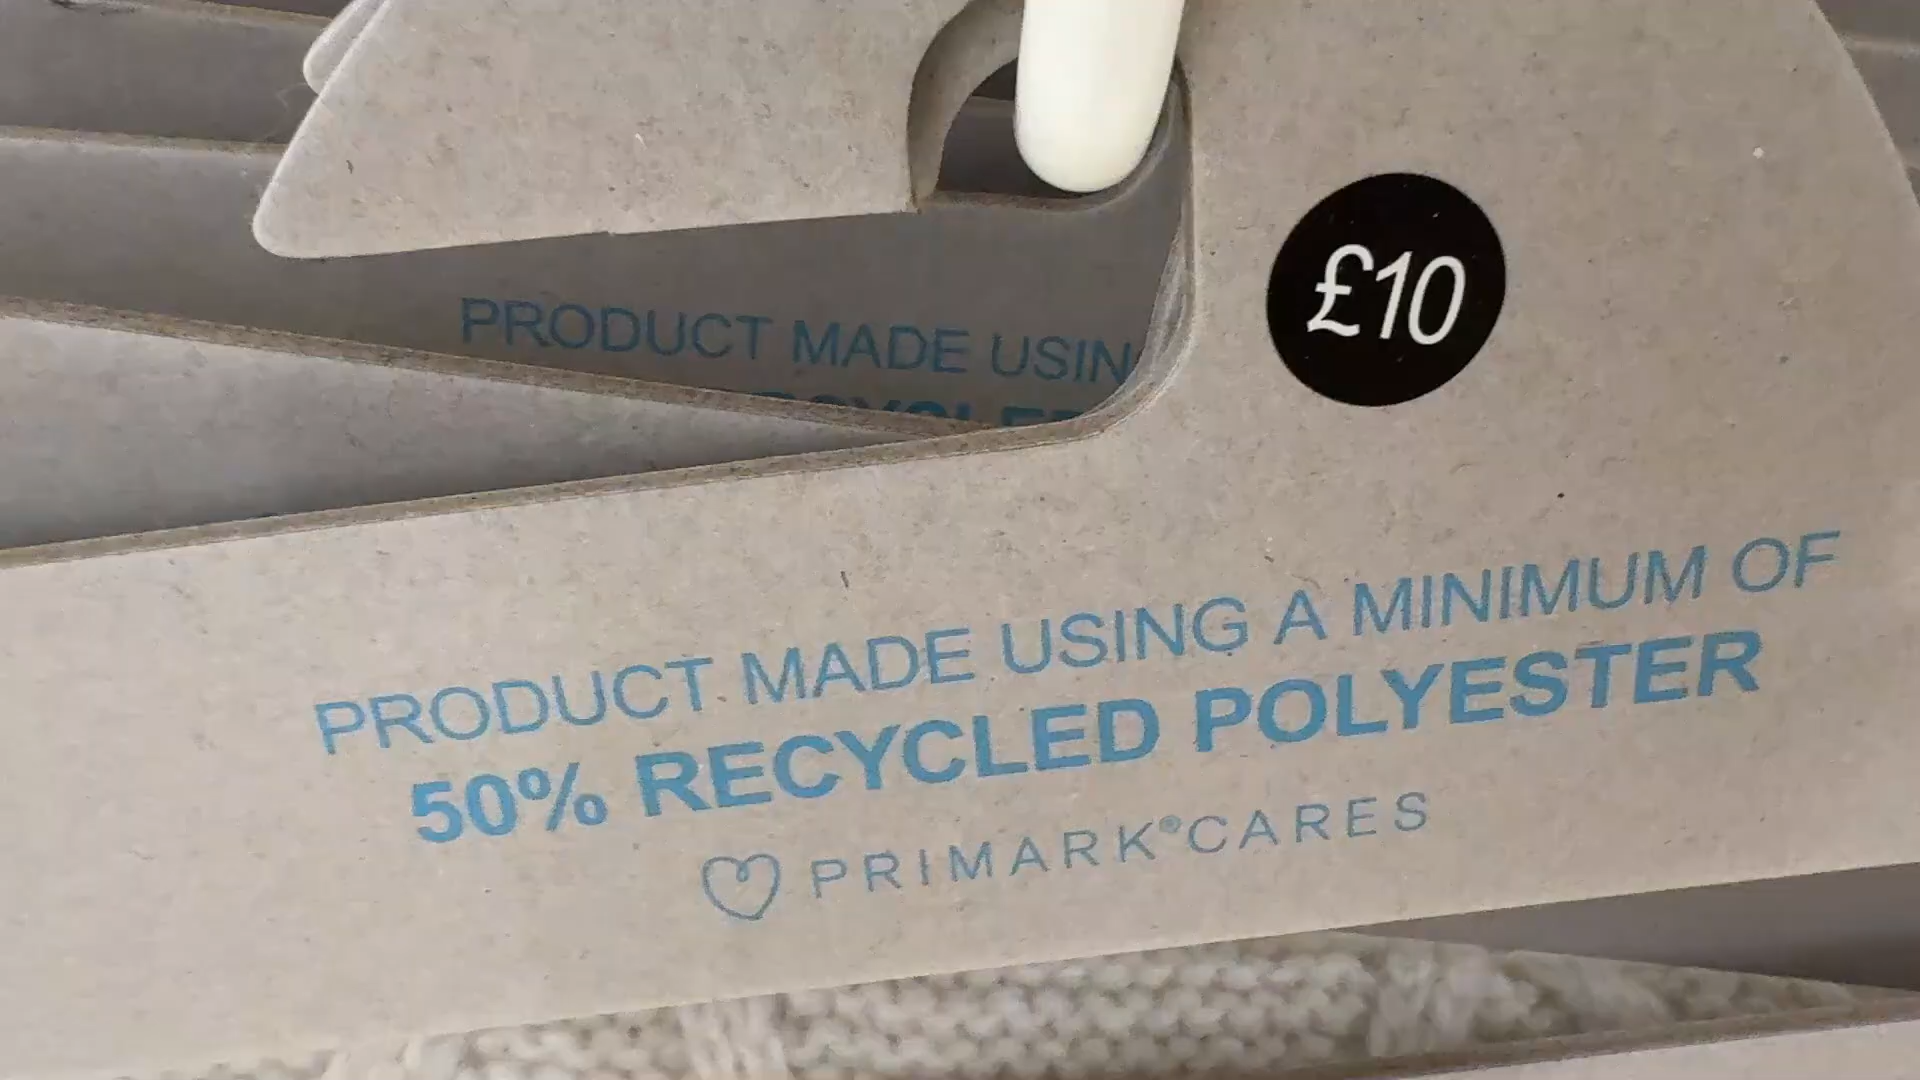 £10
PRODUCT MADE USIN
PRODUCT MADE USING A MINIMUM OF
50% RECYCLED POLYESTER
PRIMARK®CARES